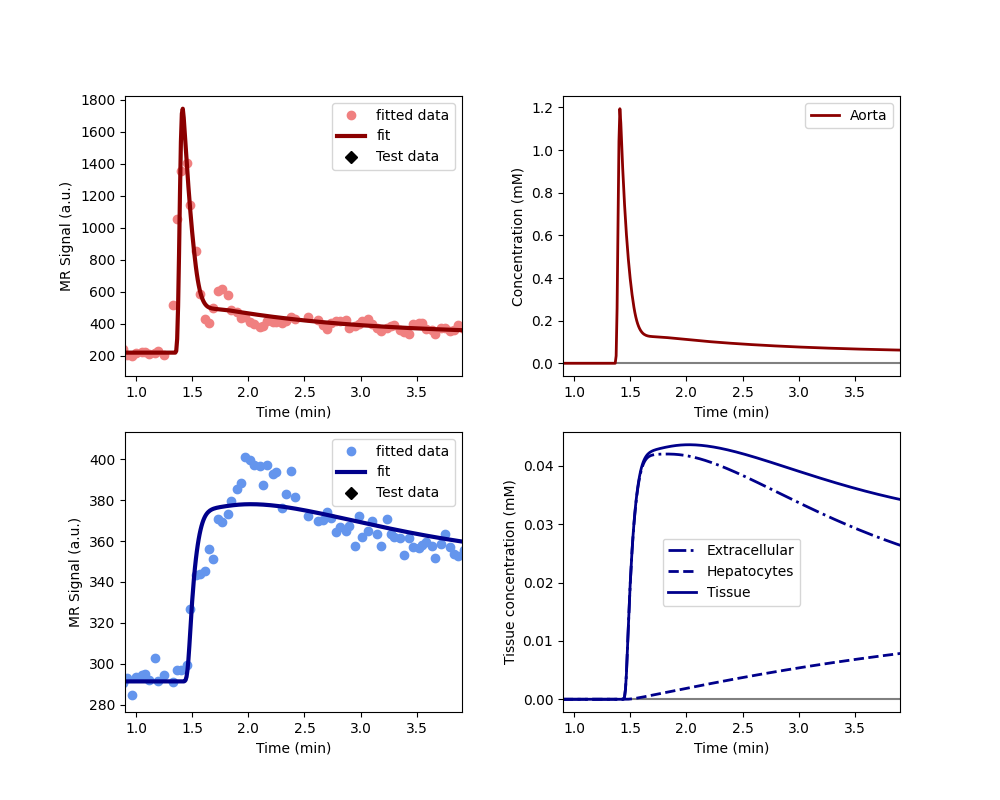 1800
1600
1400
1200
1000
800
600
400
200
MR Signal (a.u.)
fitted data
fit
Test data
1.0 1.5 2.0 2.5 3.0 3.5
Time (min)
1.2
1.0
0.8
0.6
0.4
0.2
0.0
Concentration (mM)
Aorta
1.0 1.5 2.0 2.5 3.0 3.5
Time (min)
400
380
360
340
320
300
280
MR Signal (a.u.)
fitted data
fit
Test data
1.0 1.5 2.0 2.5 3.0 3.5
Time (min)
0.04
0.03
0.02
0.01
0.00
Tissue concentration (mM)
Extracellular
Hepatocytes
Tissue
1.0 1.5 2.0 2.5 3.0 3.5
Time (min)